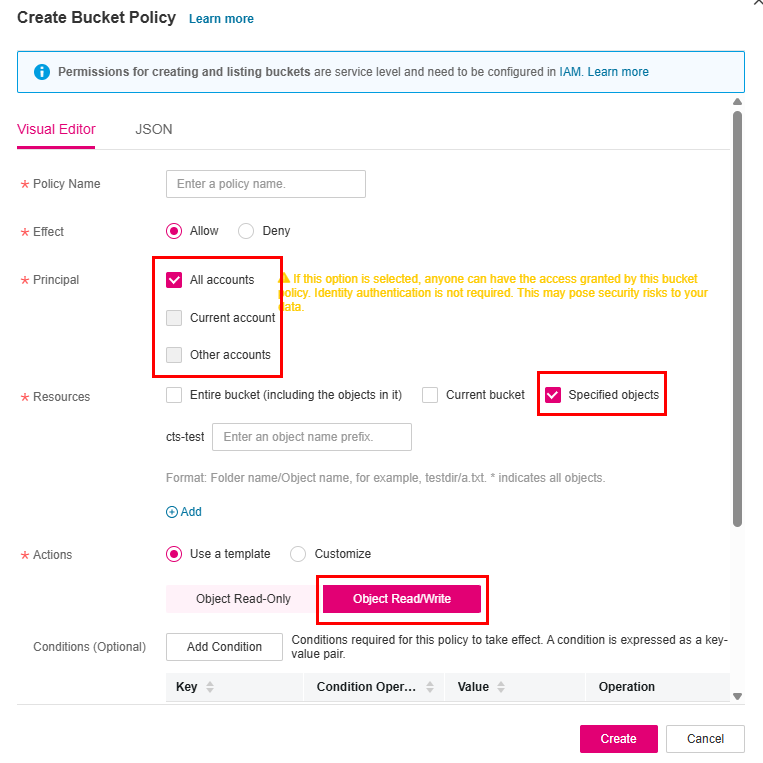 Create Bucket Policy Learn more
Permissions for creating and listing buckets are service level and need to be configured in IAM. Learn more
Visual Editor JSON
* Policy Name Enter a policy name.
* Effect Allow Deny
* Principal All accounts If this option is selected, anyone can have the access granted by this bucket
policy. Identity authentication is not required. This may pose security risks to your
data.
Current account
Other accounts
* Resources Entire bucket (including the objects in it) Current bucket Specified objects
cts-test Enter an object name prefix.
Format: Folder name/Object name, for example, testdir/a.txt. * indicates all objects.
Add
* Actions Use a template Customize
Object Read-Only Object Read/Write
Conditions (Optional) Add Condition Conditions required for this policy to take effect. A condition is expressed as a key-
value pair.
Key Condition Oper... Value Operation
Create Cancel